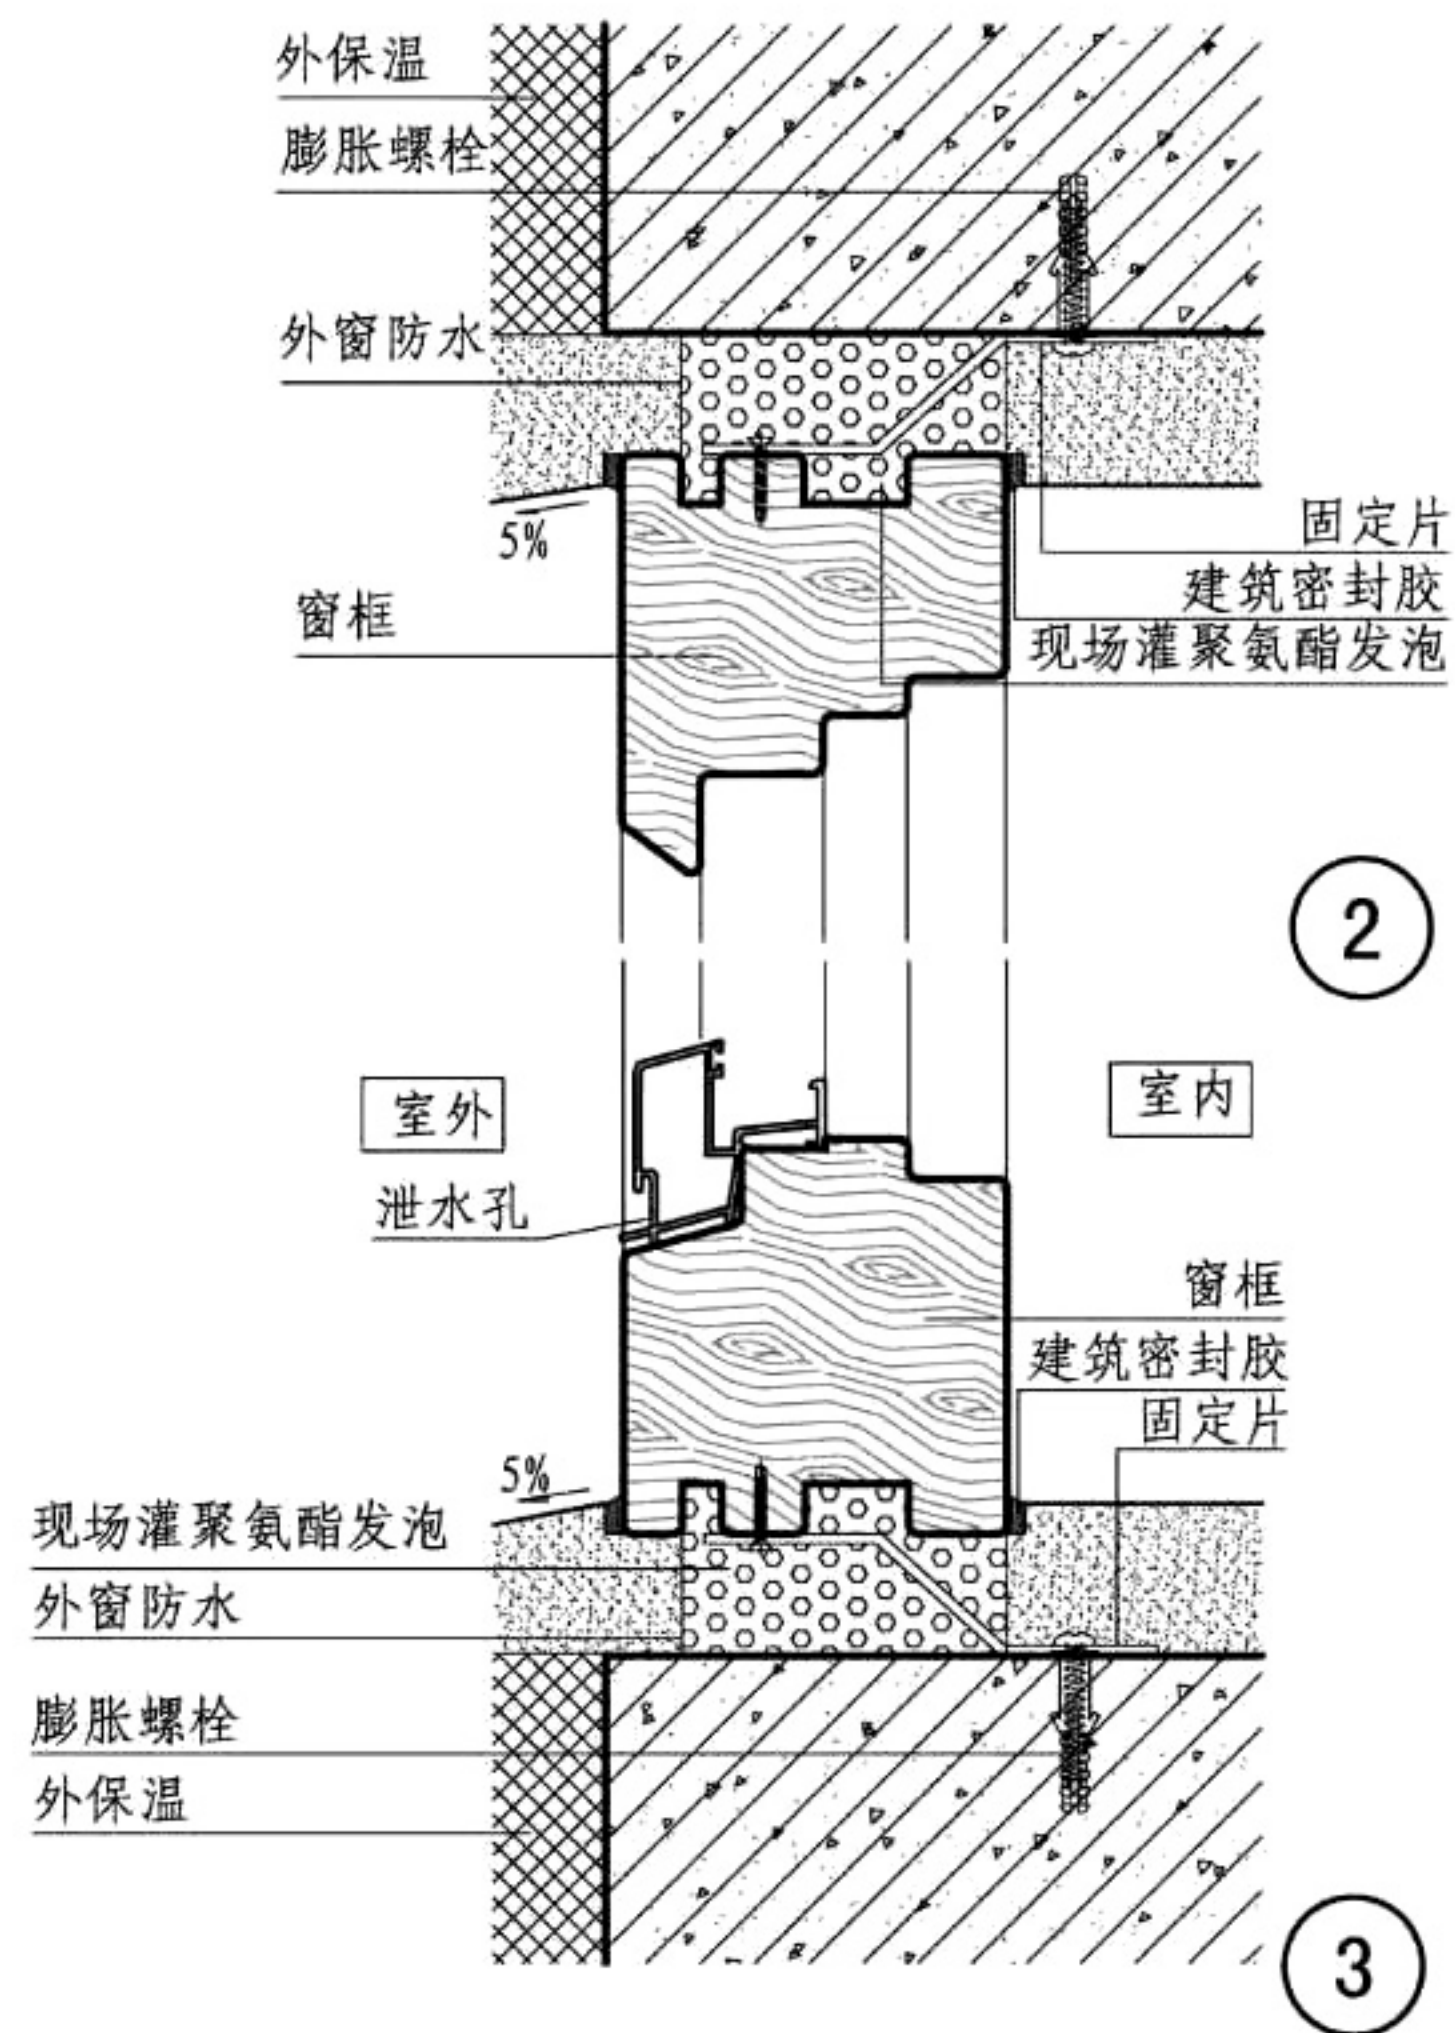 外保温
膨胀螺栓
外窗防水
5%
固定片
建筑密封胶
窗框
现场灌聚氨酯发泡
2
室外
室内
泄水孔
窗框
建筑密封胶
固定片
5%
现场灌聚氨酯发泡
外窗防水
膨胀螺栓
外保温
3